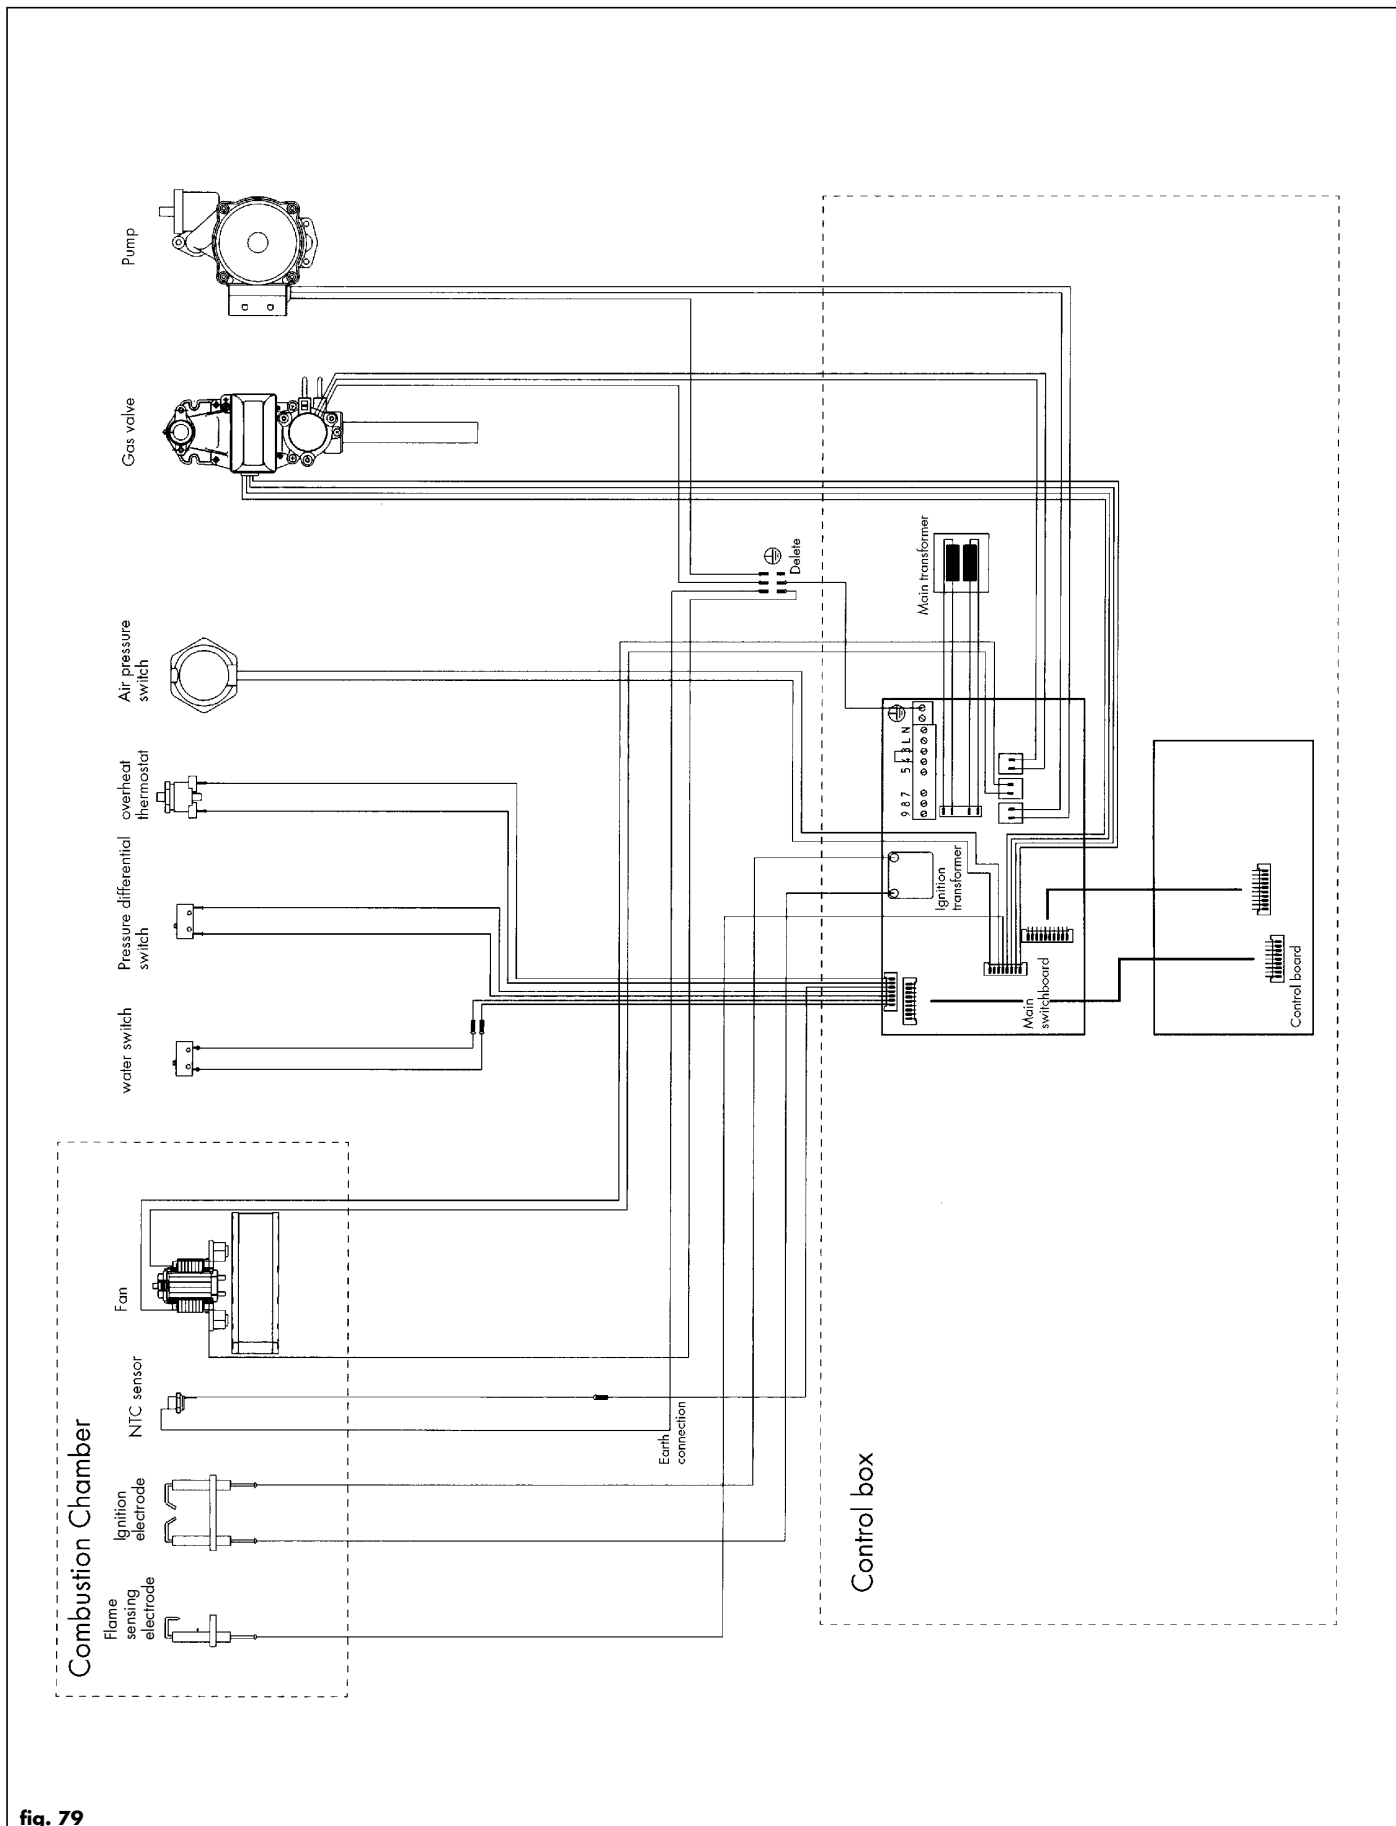 Pump
Gas valve
Air pressure
switch
overheat
thermostat
Pressure differential
switch
water switch
Fan
NTC sensor
Combustion Chamber
Ignition
electrode
Flame
sensing
electrode
Delete
Earth
connection
Control box
Main transformer
9 8 7 5 4 3 L N
Ignition
transformer
Main
switchboard
Control board
fig. 79